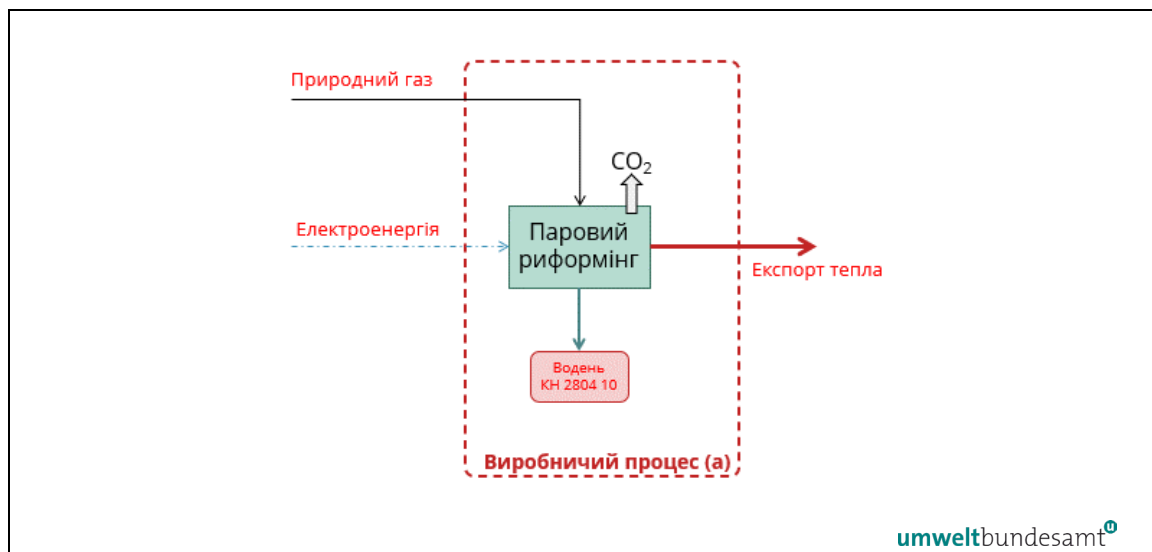 Природний газ
CO₂
Електроенергія
Паровий
риформінг
Експорт тепла
Водень
КН 2804 10
Виробничий процес (а)
umweltbundesamt